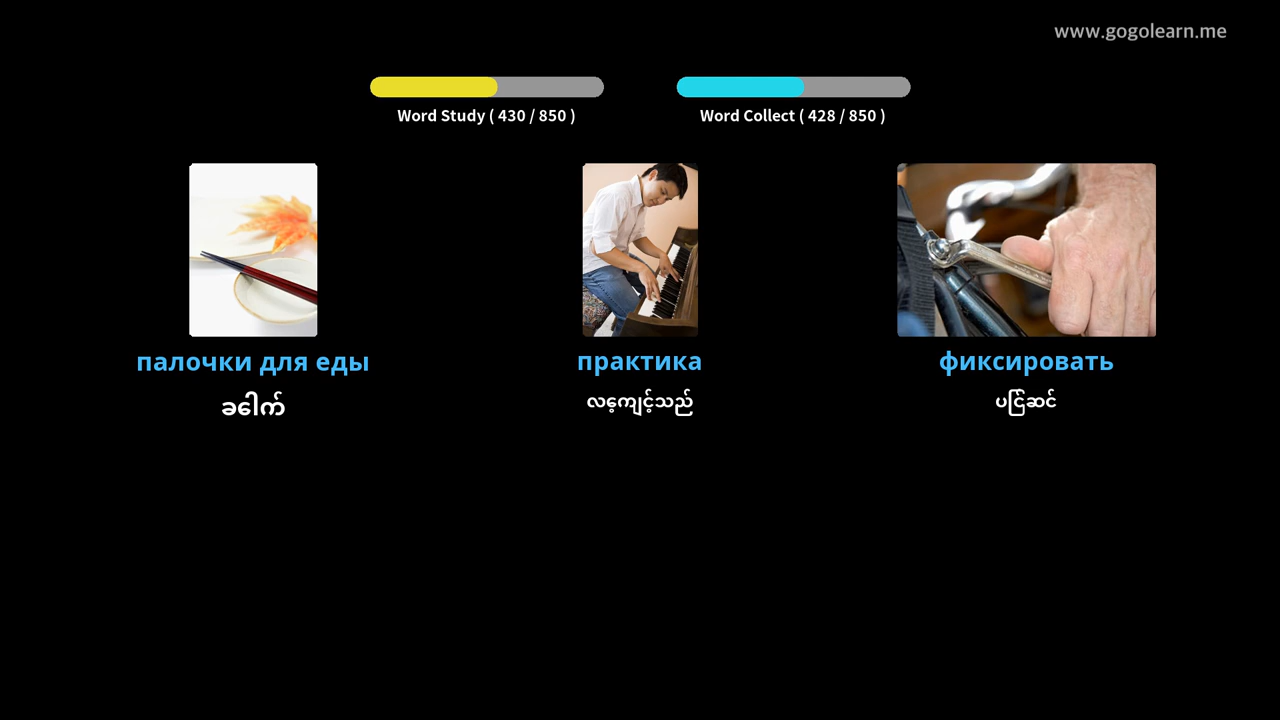 www.gogolearn.me
Word Study ( 430 / 850 )
Word Collect ( 428 / 850 )
палочки для еды
практика
фиксировать
ခေါက်
လေ့ကျင့်သည်
ပြင်ဆင်